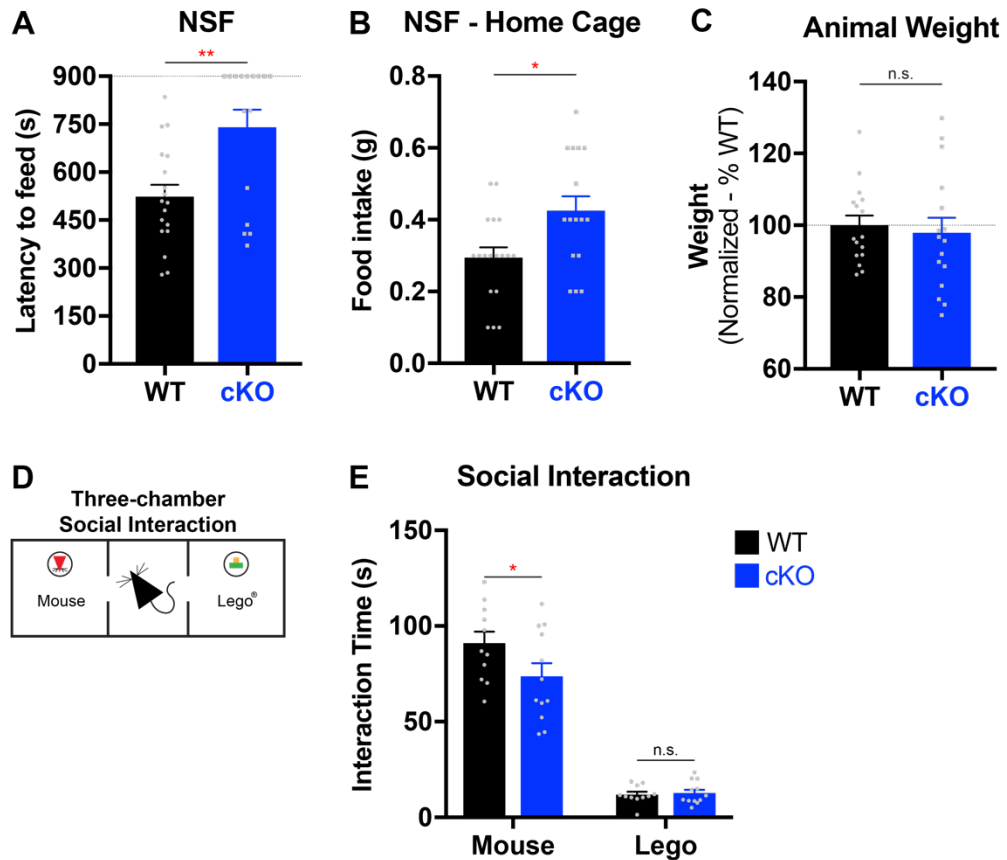 A
NSF
**
Latency to feed (s)
900
750
600
450
300
150
0
WT
cKO
B
NSF - Home Cage
*
Food intake (g)
0.8
0.6
0.4
0.2
0.0
WT
cKO
C
Animal Weight
n.s.
Weight
(Normalized - % WT)
140
120
100
80
60
WT
cKO
D
Three-chamber
Social Interaction
Mouse
Lego®
E
Social Interaction
Interaction Time (s)
150
100
50
0
*
n.s.
Mouse
Lego
WT
cKO